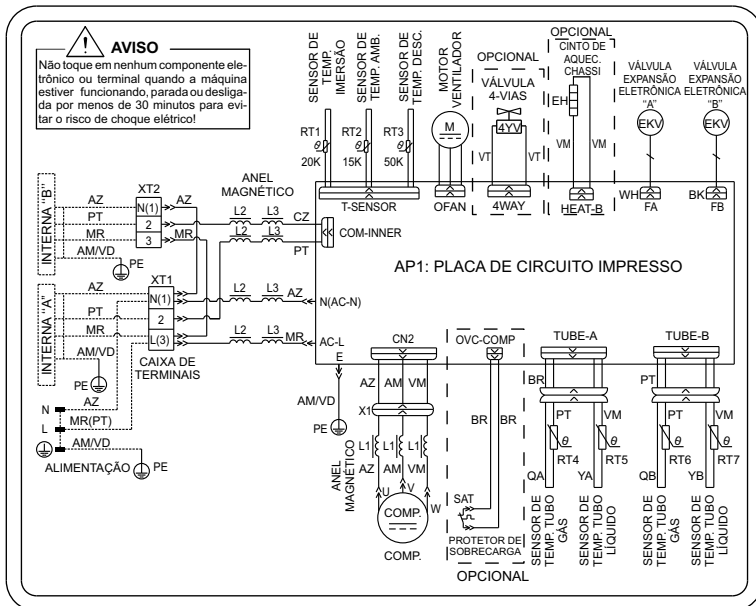 AVISO
Não toque em nenhum componente ele-
trônico ou terminal quando a máquina
estiver funcionando, parada ou desliga-
da por menos de 30 minutos para evi-
tar o risco de choque elétrico!
SENSOR DE
TEMP.
IMERSÃO
SENSOR DE
TEMP. AMB.
SENSOR DE
TEMP. DESC.
MOTOR
VENTILADOR
OPCIONAL
VÁLVULA
4-VIAS
OPCIONAL
CINTO DE
AQUEC.
CHASSI
VÁLVULA
EXPANSÃO
ELETRÔNICA
“A”
VÁLVULA
EXPANSÃO
ELETRÔNICA
“B”
RT1
RT2
RT3
θ
θ
θ
20K
15K
50K
M
4YV
VT
VT
EH
VM
VM
EKV
EKV
WH
BK
T-SENSOR
OFAN
4WAY
HEAT-B
FA
FB
INTERNA “B”
AZ
PT
MR
AM/VD
PE
XT2
N(1)
2
3
AZ
MR
ANEL
MAGNÉTICO
L2
L3
CZ
L2
L3
PT
COM-INNER
AP1: PLACA DE CIRCUITO IMPRESSO
INTERNA “A”
AZ
PT
MR
AM/VD
PE
XT1
N(1)
2
L(3)
CAIXA DE
TERMINAIS
L2
L3
AZ
N(AC-N)
L2
L3
MR
AC-L
E
AM/VD
PE
N
AZ
L
MR(PT)
AM/VD
ALIMENTAÇÃO
PE
CN2
AZ
AM
VM
X1
L1
L1
L1
AZ
AM
VM
ANEL
MAGNÉTICO
U
V
W
COMP.
COMP.
OVC-COMP
BR
BR
SAT
PROTETOR DE
SOBRECARGA
OPCIONAL
TUBE-A
BR
PT
VM
θ
θ
RT4
RT5
QA
YA
SENSOR DE
TEMP. TUBO
GÁS
SENSOR DE
TEMP. TUBO
LÍQUIDO
TUBE-B
PT
PT
VM
θ
θ
RT6
RT7
QB
YB
SENSOR DE
TEMP. TUBO
GÁS
SENSOR DE
TEMP. TUBO
LÍQUIDO